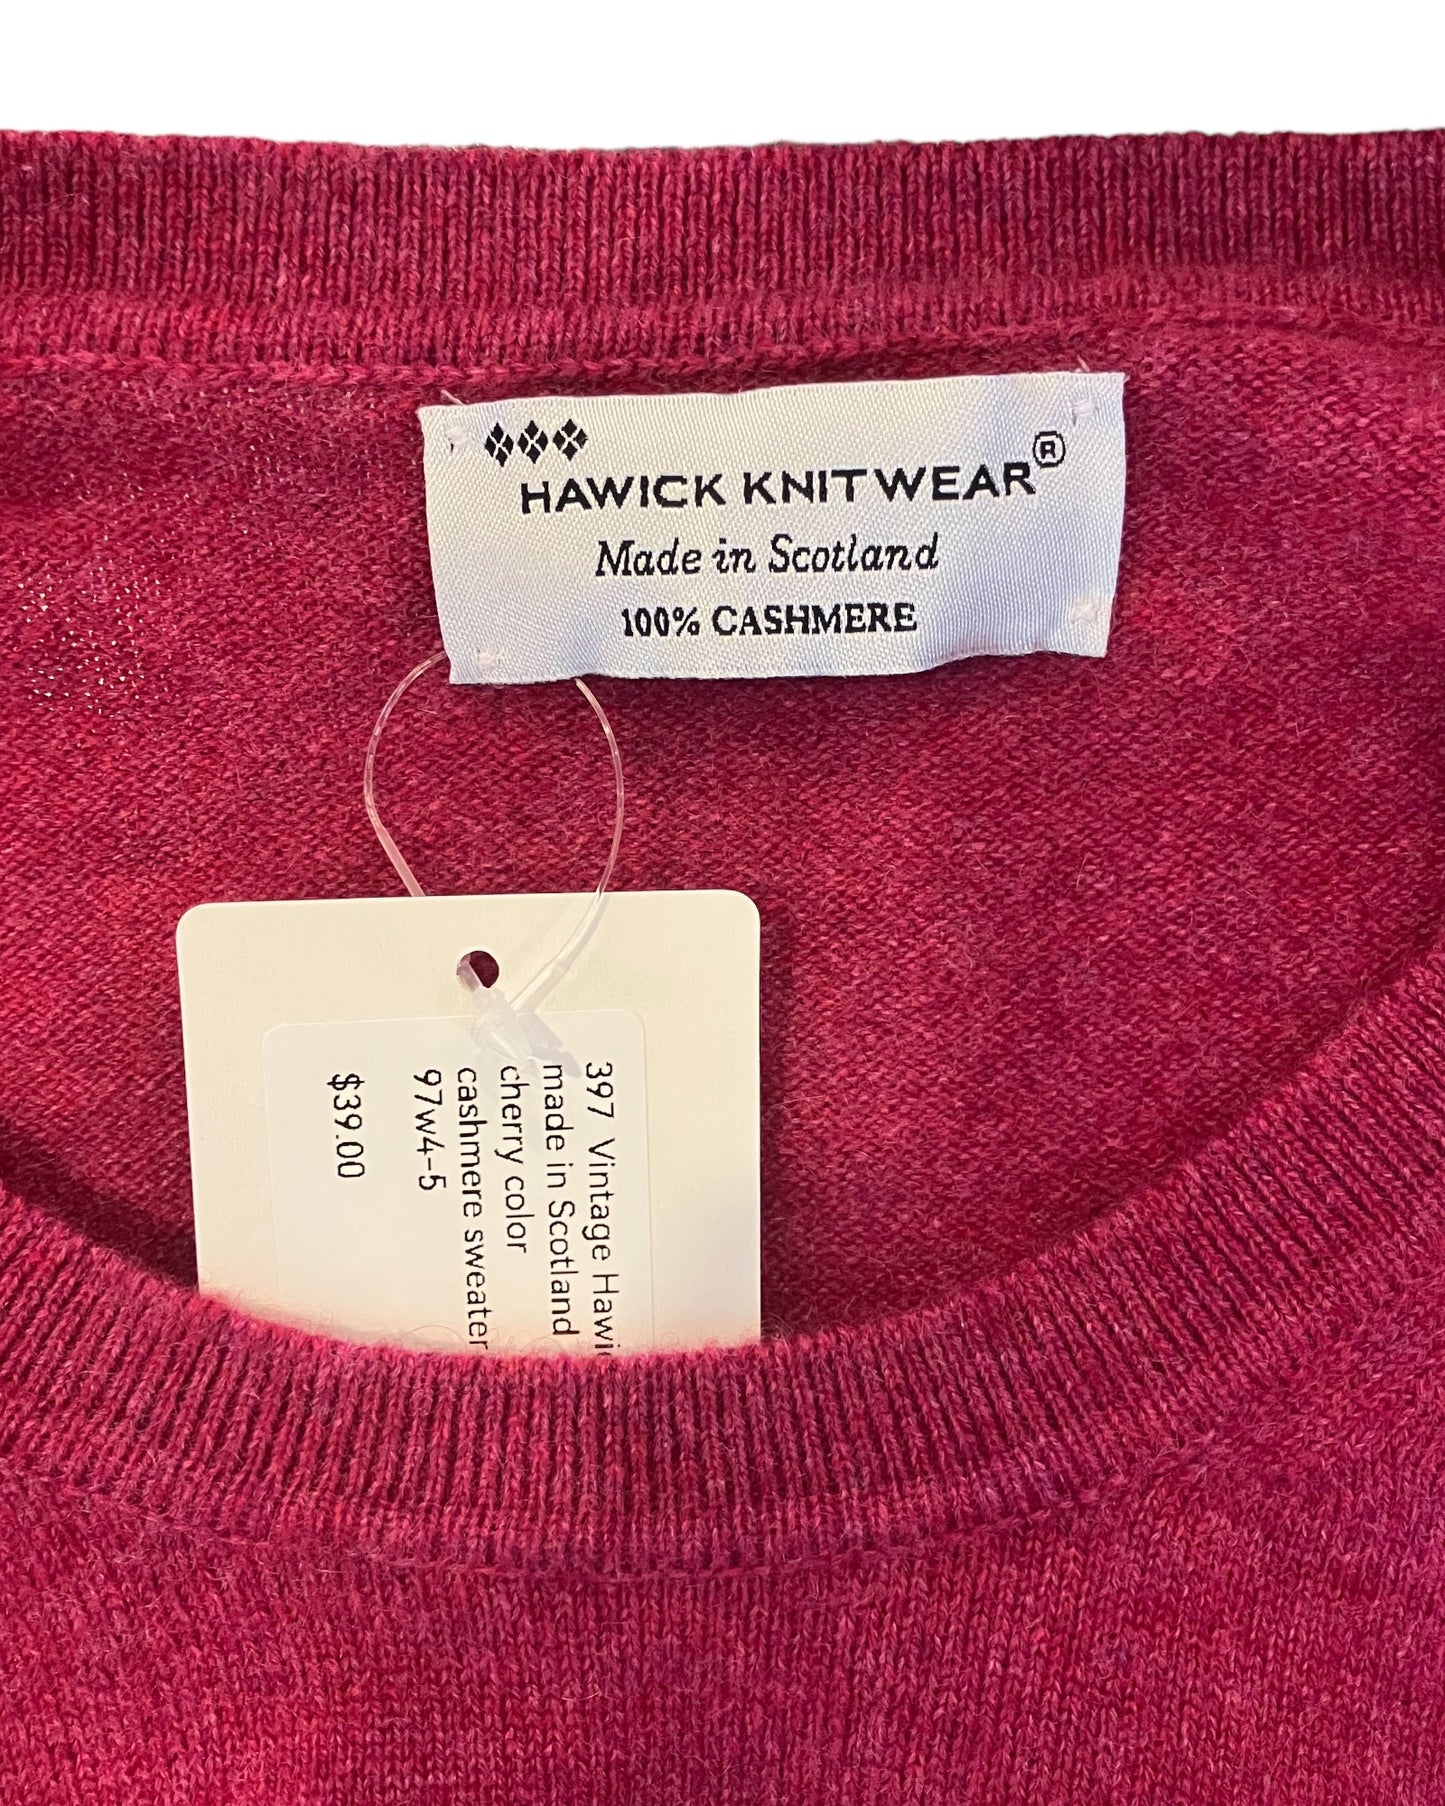 HAWICK KNITWEAR®
Made in Scotland
100% CASHMERE
397 Vintage
made in Scotland
cherry color
cashmere sweater
97w4-5
$39.00